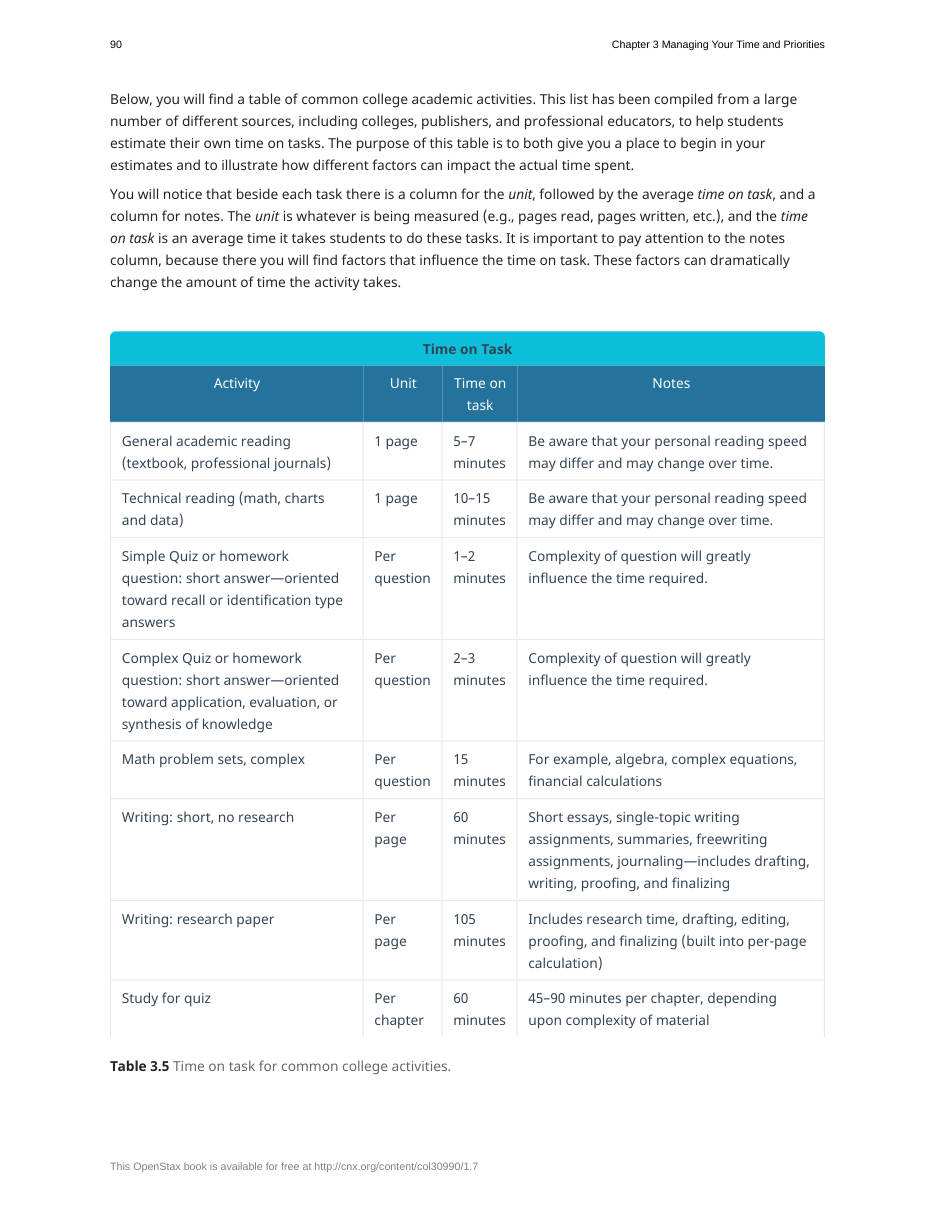 90
Chapter 3 Managing Your Time and Priorities
Below, you will find a table of common college academic activities. This list has been compiled from a large
number of different sources, including colleges, publishers, and professional educators, to help students
estimate their own time on tasks. The purpose of this table is to both give you a place to begin in your
estimates and to illustrate how different factors can impact the actual time spent.
You will notice that beside each task there is a column for the unit, followed by the average time on task, and a
column for notes. The unit is whatever is being measured (e.g., pages read, pages written, etc.), and the time
on task is an average time it takes students to do these tasks. It is important to pay attention to the notes
column, because there you will find factors that influence the time on task. These factors can dramatically
change the amount of time the activity takes.
Time on Task
Activity
Unit
Time on
task
Notes
General academic reading
(textbook, professional journals)
1 page
5–7
minutes
Be aware that your personal reading speed
may differ and may change over time.
Technical reading (math, charts
and data)
1 page
10–15
minutes
Be aware that your personal reading speed
may differ and may change over time.
Simple Quiz or homework
question: short answer—oriented
toward recall or identification type
answers
Per
question
1–2
minutes
Complexity of question will greatly
influence the time required.
Complex Quiz or homework
question: short answer—oriented
toward application, evaluation, or
synthesis of knowledge
Per
question
2–3
minutes
Complexity of question will greatly
influence the time required.
Math problem sets, complex
Per
question
15
minutes
For example, algebra, complex equations,
financial calculations
Writing: short, no research
Per
page
60
minutes
Short essays, single-topic writing
assignments, summaries, freewriting
assignments, journaling—includes drafting,
writing, proofing, and finalizing
Writing: research paper
Per
page
105
minutes
Includes research time, drafting, editing,
proofing, and finalizing (built into per-page
calculation)
Study for quiz
Per
chapter
60
minutes
45–90 minutes per chapter, depending
upon complexity of material
Table 3.5 Time on task for common college activities.
This OpenStax book is available for free at http://cnx.org/content/col30990/1.7